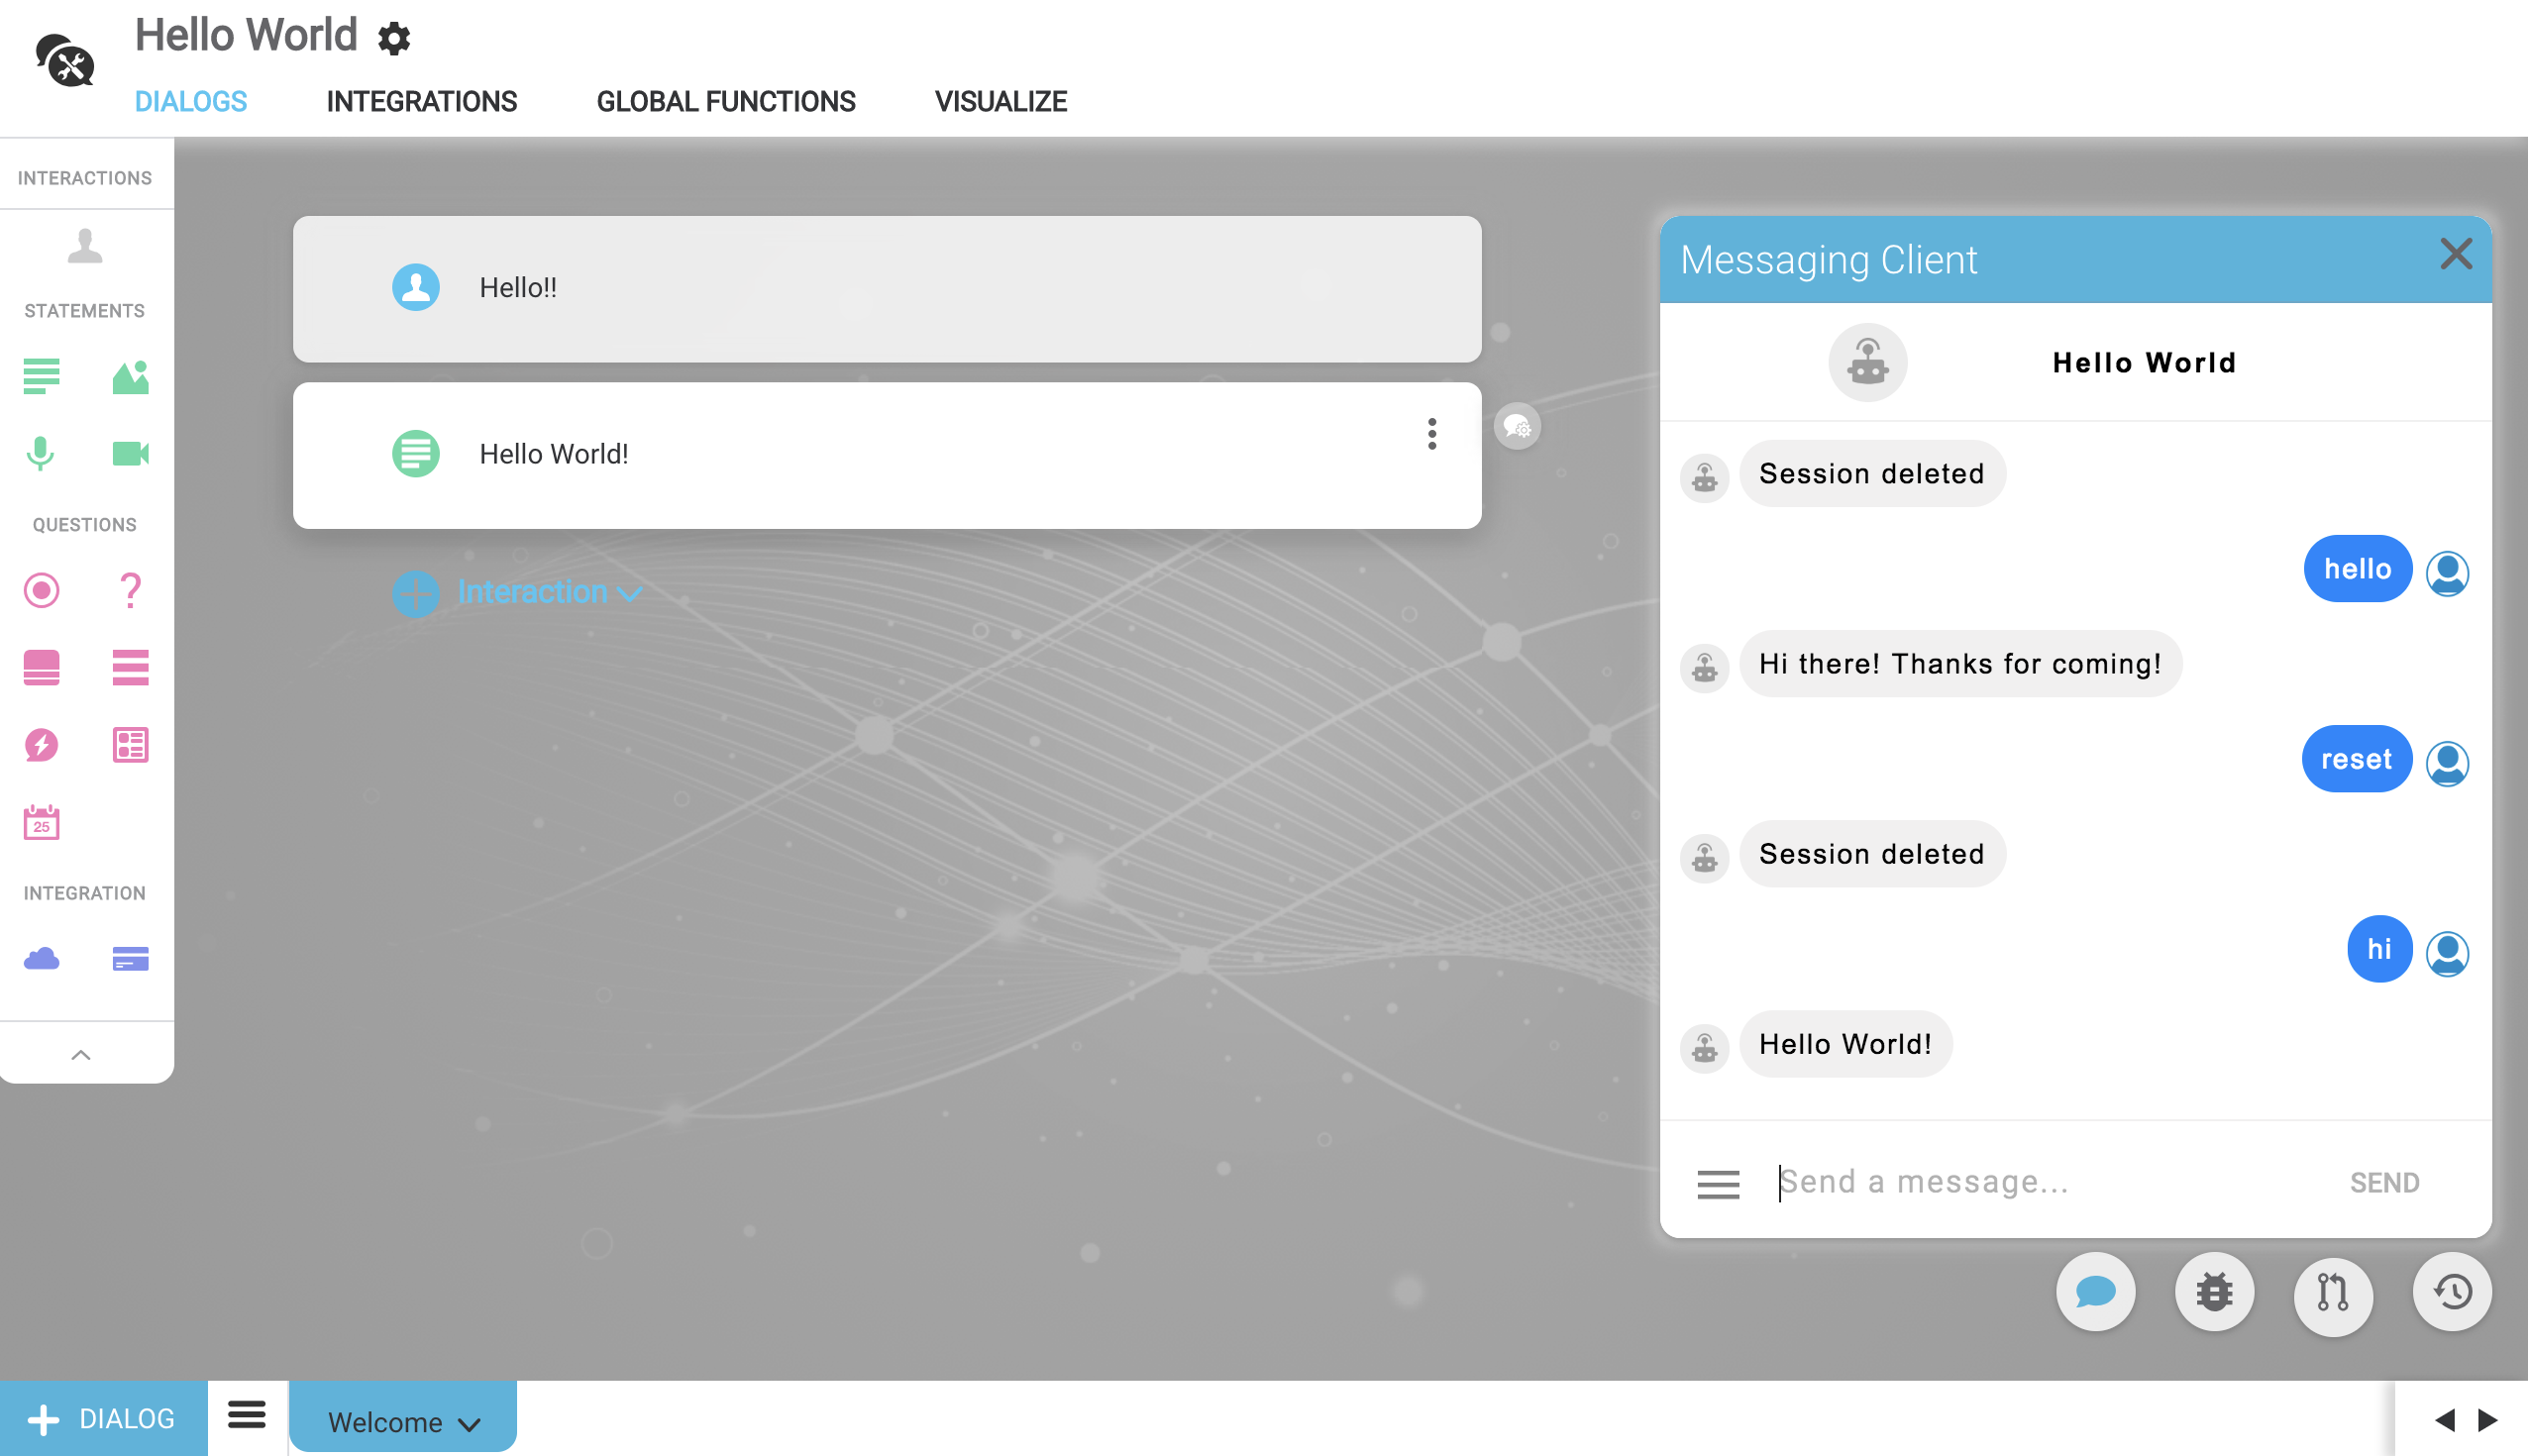 Hello World
DIALOGS INTEGRATIONS GLOBAL FUNCTIONS VISUALIZE
INTERACTIONS
STATEMENTS
QUESTIONS
25
INTEGRATION
Hello!!
Hello World!
Interaction
Messaging Client
Hello World
Session deleted
hello
Hi there! Thanks for coming!
reset
Session deleted
hi
Hello World!
Send a message...
SEND
DIALOG
Welcome